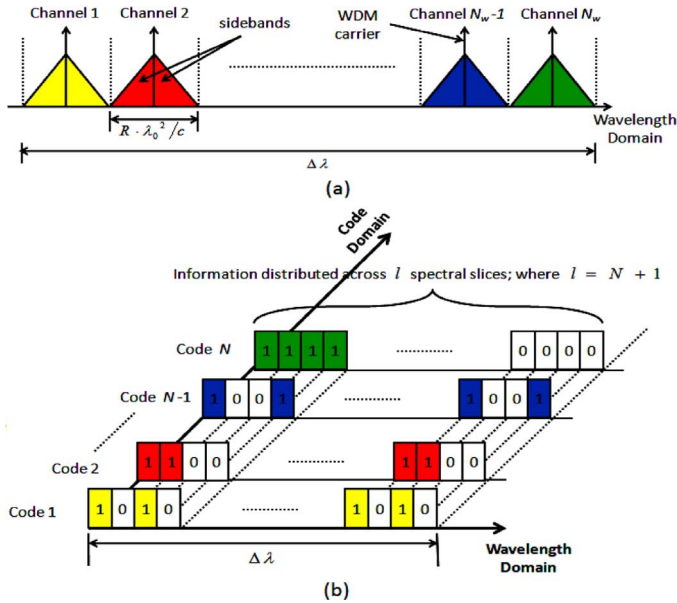 Channel 1 Channel 2 WDM carrier Channel N_w-1 Channel N_w
sidebands
R · λ₀² / c
Wavelength Domain
Δλ
(a)
Code Domain
Information distributed across l spectral slices; where l = N + 1
Code N 1 1 1 1 ............ 0 0 0 0
Code N-1 1 0 0 1 ............ 1 0 0 1
Code 2 1 1 0 0 ............ 1 1 0 0
Code 1 1 0 1 0 ............ 1 0 1 0
Wavelength Domain
Δλ
(b)